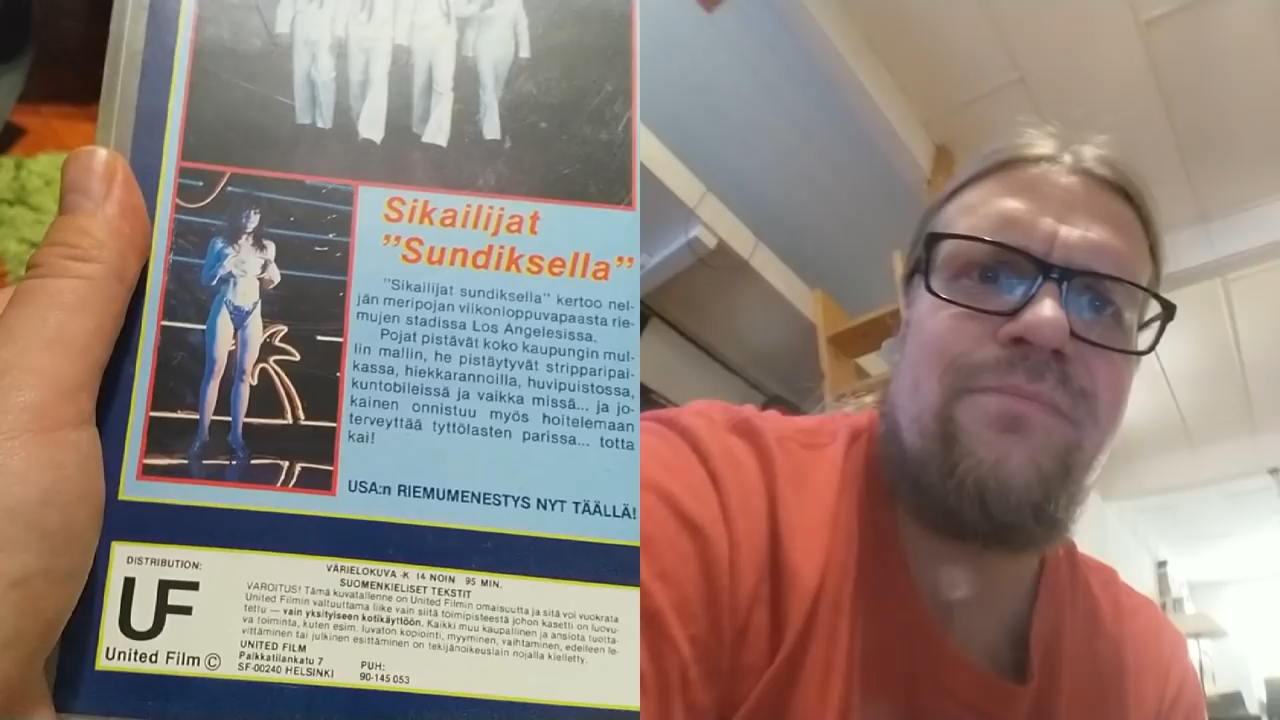 Sikailijat
”Sundiksella”
”Sikailijat sundiksella” kertoo nel-
jän meripojan viikonloppuvapaasta rie-
mujen stadissa Los Angelesissa.
Pojat pistävät koko kaupungin mul-
lin mallin, he pistäytyvät stripparipai-
kassa, hiekkarannoilla, huvipuistossa,
kuntobileissä ja vaikka missä... ja jo-
kainen onnistuu myös hoitelemaan
terveyttä tyttölasten parissa... totta
kai!
USA:n RIEMUMENESTYS NYT TÄÄLLÄ!
DISTRIBUTION:
UF
United Film ©
VÄRIELOKUVA -K 14 NOIN 95 MIN.
SUOMENKIELISET TEKSTIT
VAROITUS! Tämä kuvatallenne on United Filmin omaisuutta ja sitä voi vuokrata
United Filmin valtuuttama liike vain siitä toimipisteestä johon kasetti on luovu-
tettu — vain yksityiseen kotikäyttöön. Kaikki muu kaupallinen ja ansiota tuotta-
va toiminta, kuten esim. luvaton kopiointi, myyminen, vaihtaminen, edelleen le-
vittäminen tai julkinen esittäminen on tekijänoikeuslain nojalla kielletty.
UNITED FILM
Palkkatilankatu 7
SF-00240 HELSINKI
PUH:
90-145 053